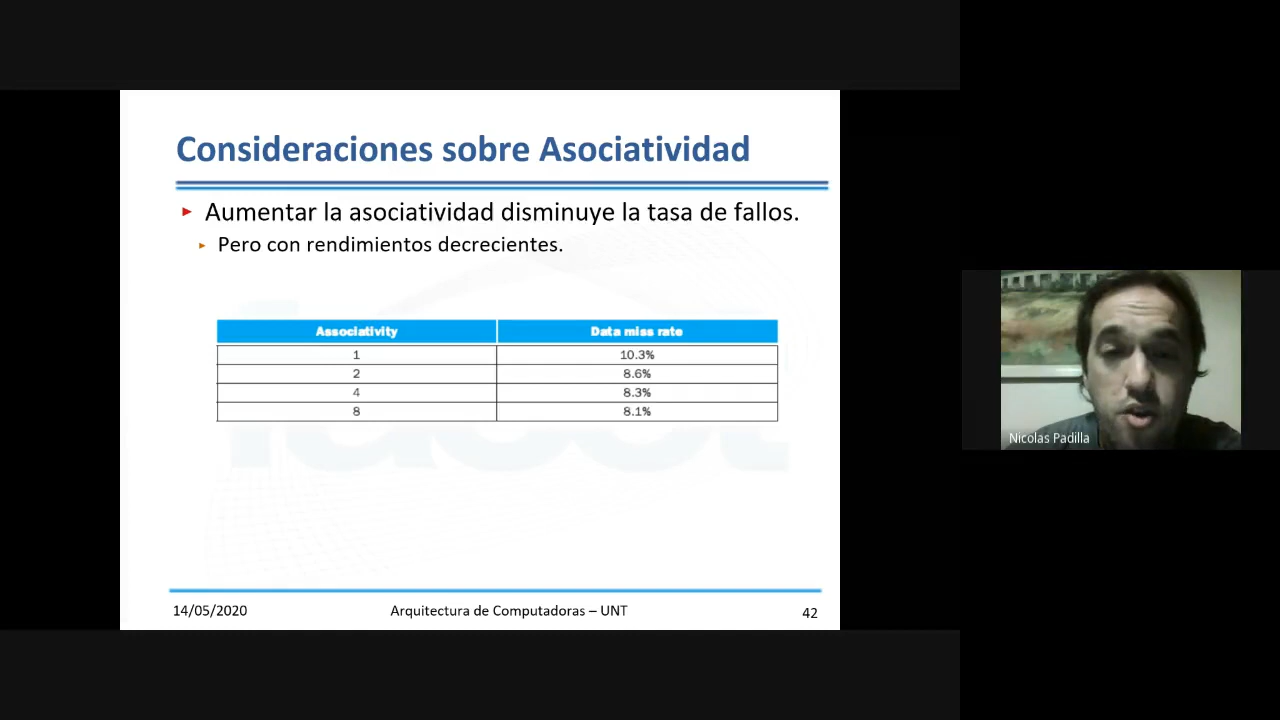 Consideraciones sobre Asociatividad
Aumentar la asociatividad disminuye la tasa de fallos.
Pero con rendimientos decrecientes.
Associativity Data miss rate
1 10.3%
2 8.6%
4 8.3%
8 8.1%
14/05/2020 Arquitectura de Computadoras – UNT 42
Nicolas Padilla